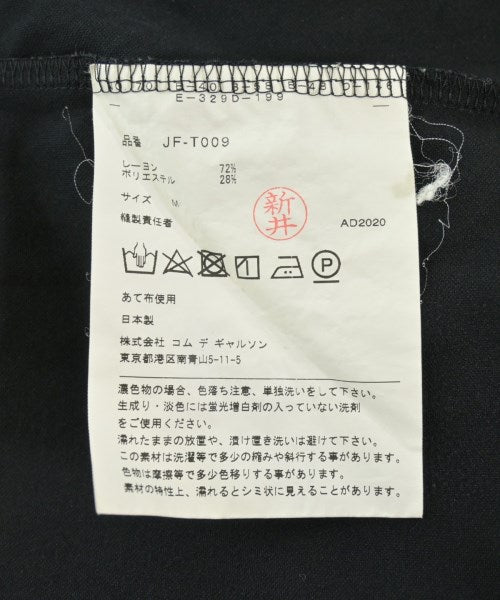 E-329D-199
品番 JF-T009
レーヨン 72%
ポリエステル 28%
サイズ M
縫製責任者 新井 AD2020
P
あて布使用
日本製
株式会社 コム デ ギャルソン
東京都港区南青山5-11-5
濃色物の場合、色落ち注意、単独洗いをして下さい。
生成り・淡色には蛍光増白剤の入っていない洗剤
をご使用ください。
濡れたままの放置や、漬け置き洗いは避けて下さい。
この素材は洗濯等で多少の縮みや斜行する事があります。
色物は摩擦等で多少色移りする事があります。
素材の特性上、濡れるとシミ状に見えることがあります。